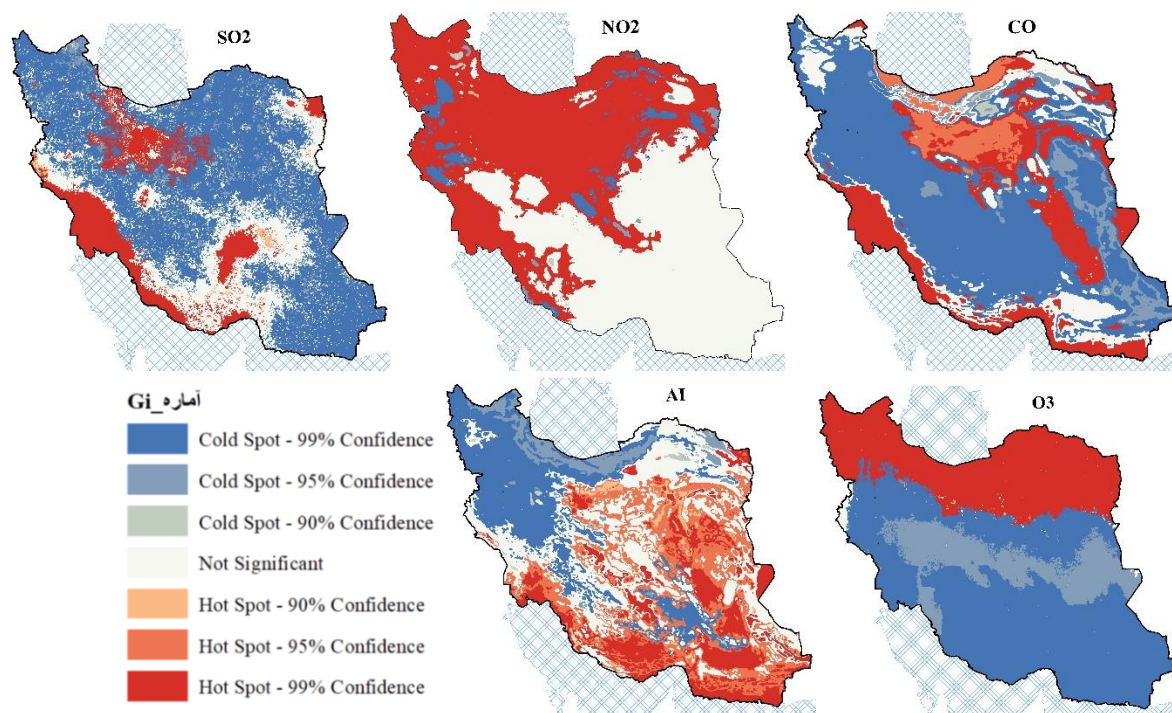 SO2
NO2
CO
آماره_Gi
Cold Spot - 99% Confidence
Cold Spot - 95% Confidence
Cold Spot - 90% Confidence
Not Significant
Hot Spot - 90% Confidence
Hot Spot - 95% Confidence
Hot Spot - 99% Confidence
AI
O3